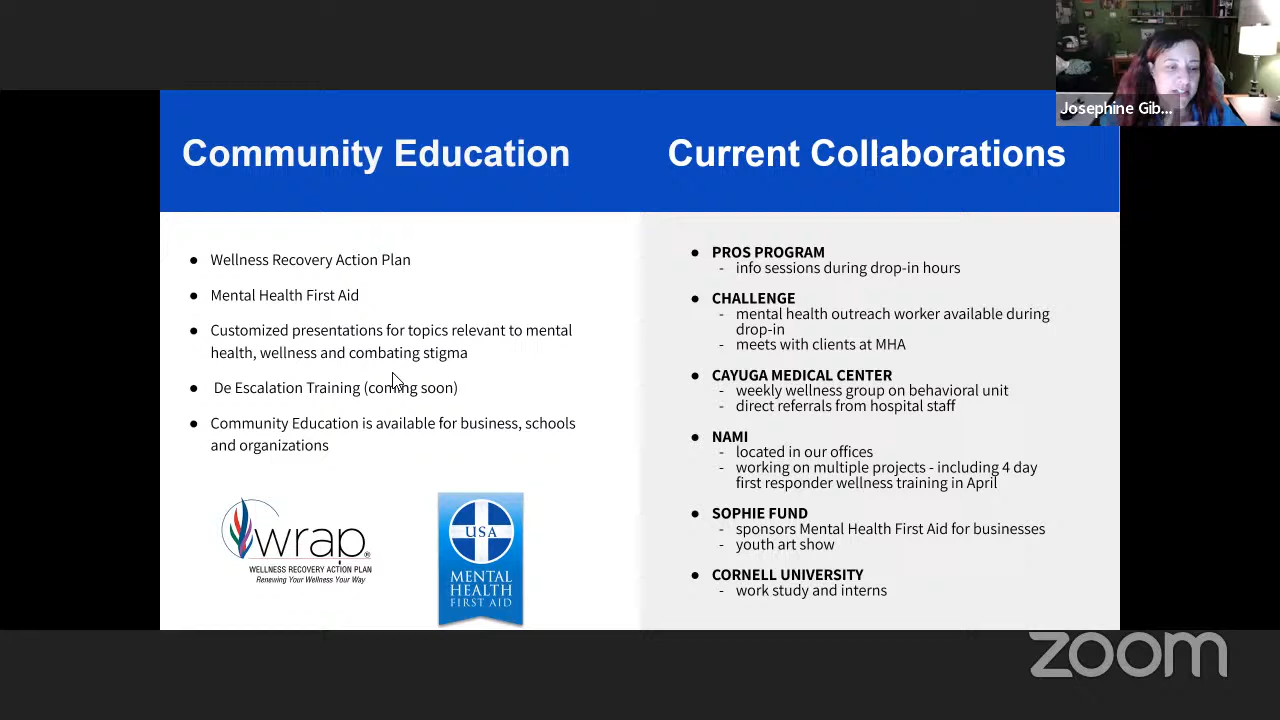 Josephine Gib...
Community Education
Current Collaborations
● Wellness Recovery Action Plan
● Mental Health First Aid
● Customized presentations for topics relevant to mental
health, wellness and combating stigma
● De Escalation Training (coming soon)
● Community Education is available for business, schools
and organizations
wrap®
WELLNESS RECOVERY ACTION PLAN
Renewing Your Wellness Your Way
USA
MENTAL
HEALTH
FIRST AID
● PROS PROGRAM
- info sessions during drop-in hours
● CHALLENGE
- mental health outreach worker available during
drop-in
- meets with clients at MHA
● CAYUGA MEDICAL CENTER
- weekly wellness group on behavioral unit
- direct referrals from hospital staff
● NAMI
- located in our offices
- working on multiple projects - including 4 day
first responder wellness training in April
● SOPHIE FUND
- sponsors Mental Health First Aid for businesses
- youth art show
● CORNELL UNIVERSITY
- work study and interns
zoom